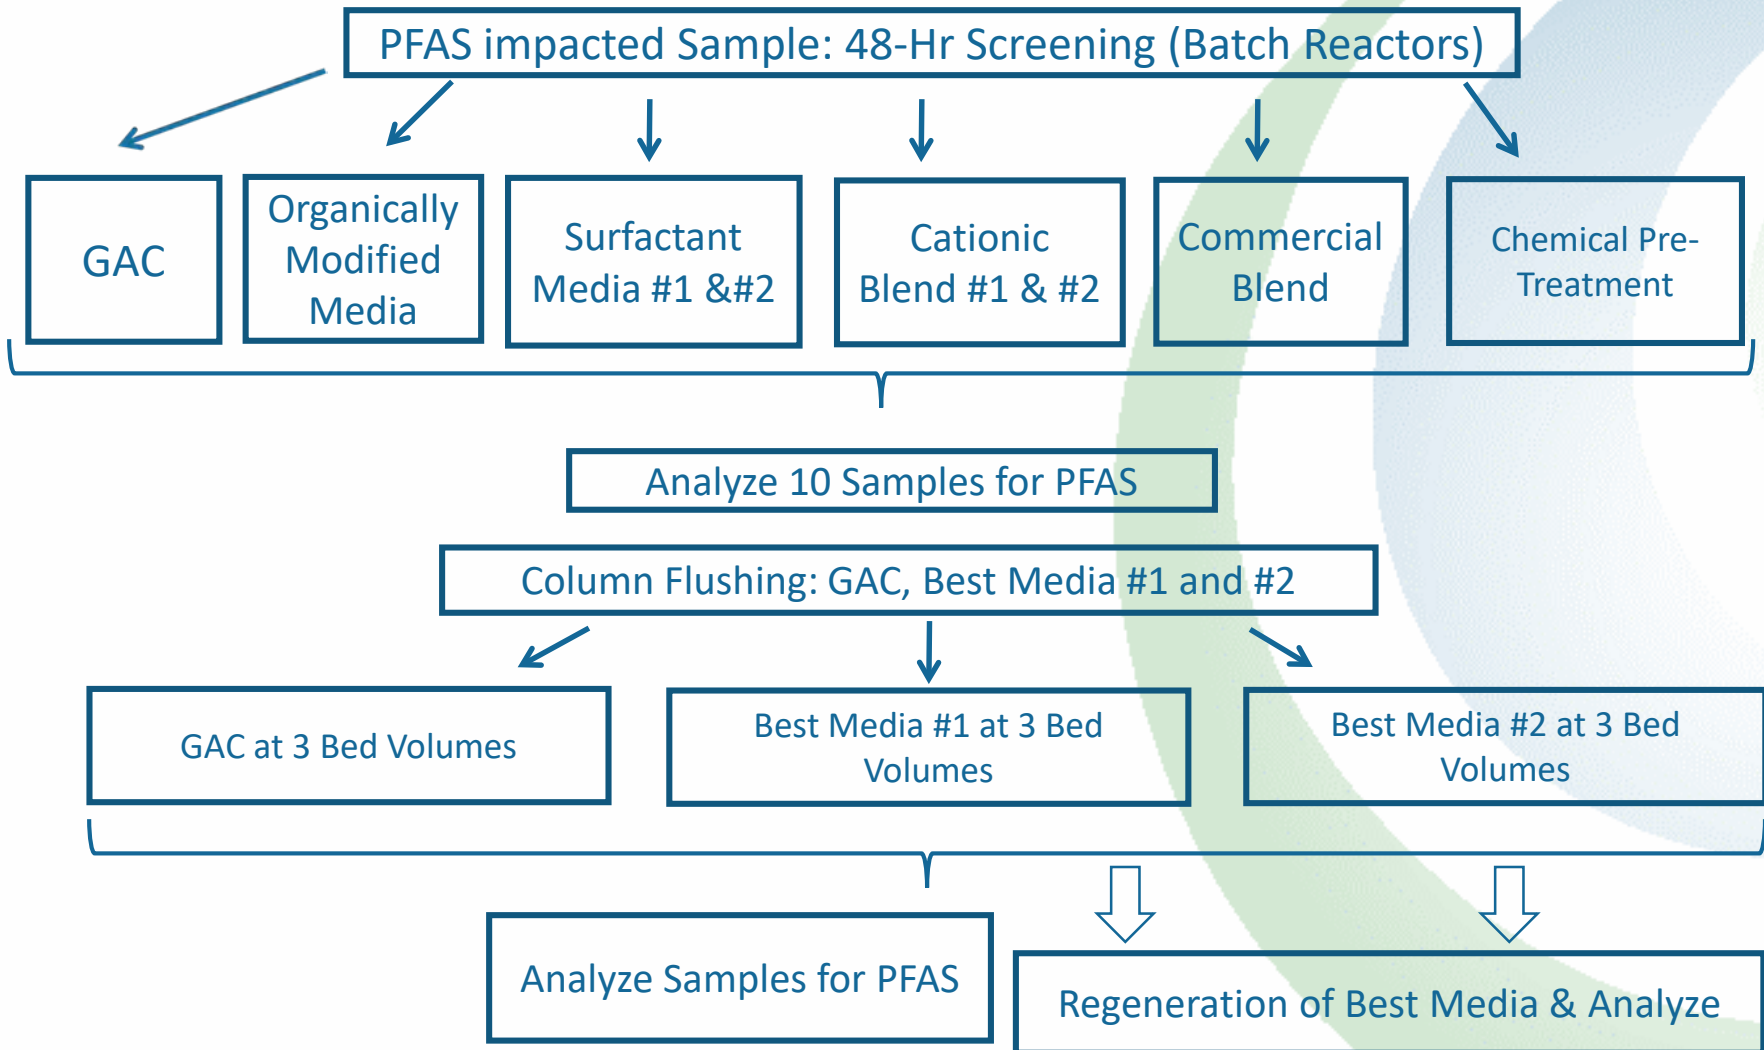 PFAS impacted Sample: 48-Hr Screening (Batch Reactors)
GAC
Organically
Modified
Media
Surfactant
Media #1 &#2
Cationic
Blend #1 & #2
Commercial
Blend
Chemical Pre-
Treatment
Analyze 10 Samples for PFAS
Column Flushing: GAC, Best Media #1 and #2
GAC at 3 Bed Volumes
Best Media #1 at 3 Bed
Volumes
Best Media #2 at 3 Bed
Volumes
Analyze Samples for PFAS
Regeneration of Best Media & Analyze